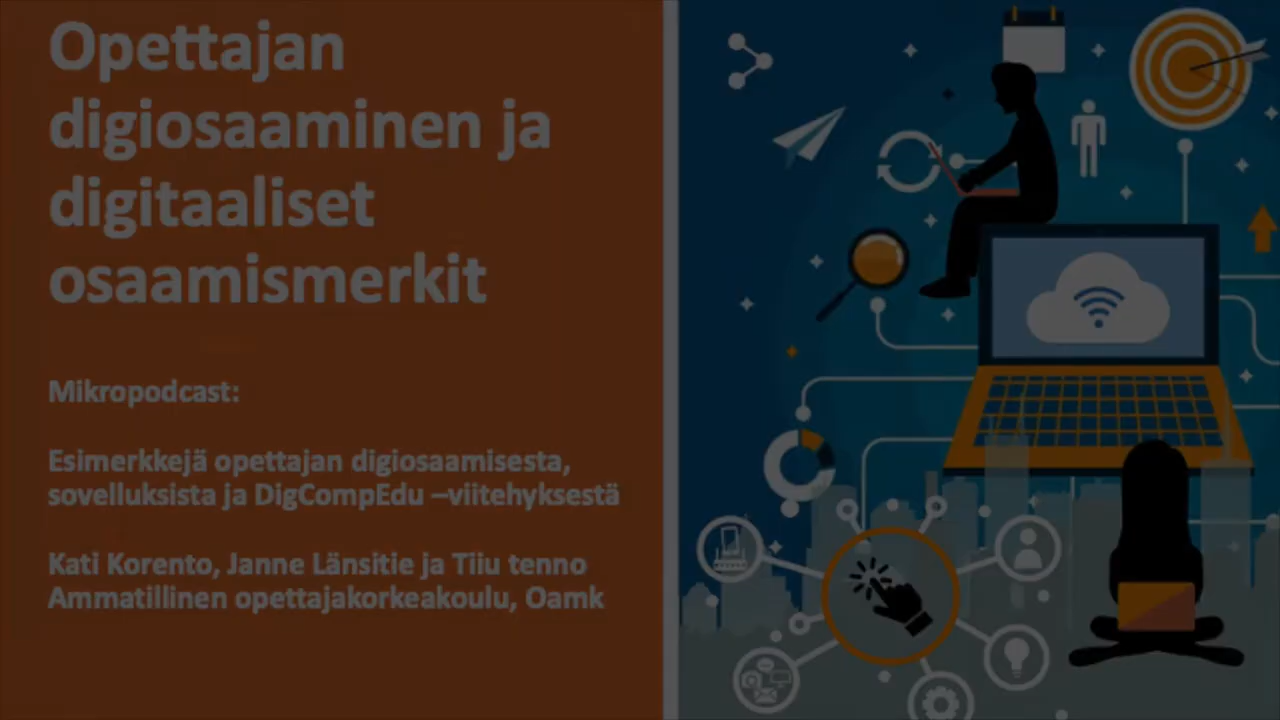 Opettajan
digiosaaminen ja
digitaaliset
osaamismerkit
Mikropodcast:
Esimerkkejä opettajan digiosaamisesta,
sovelluksista ja DigCompEdu –viitehyksestä
Kati Korento, Janne Länsitie ja Tiiu tenno
Ammatillinen opettajakorkeakoulu, Oamk